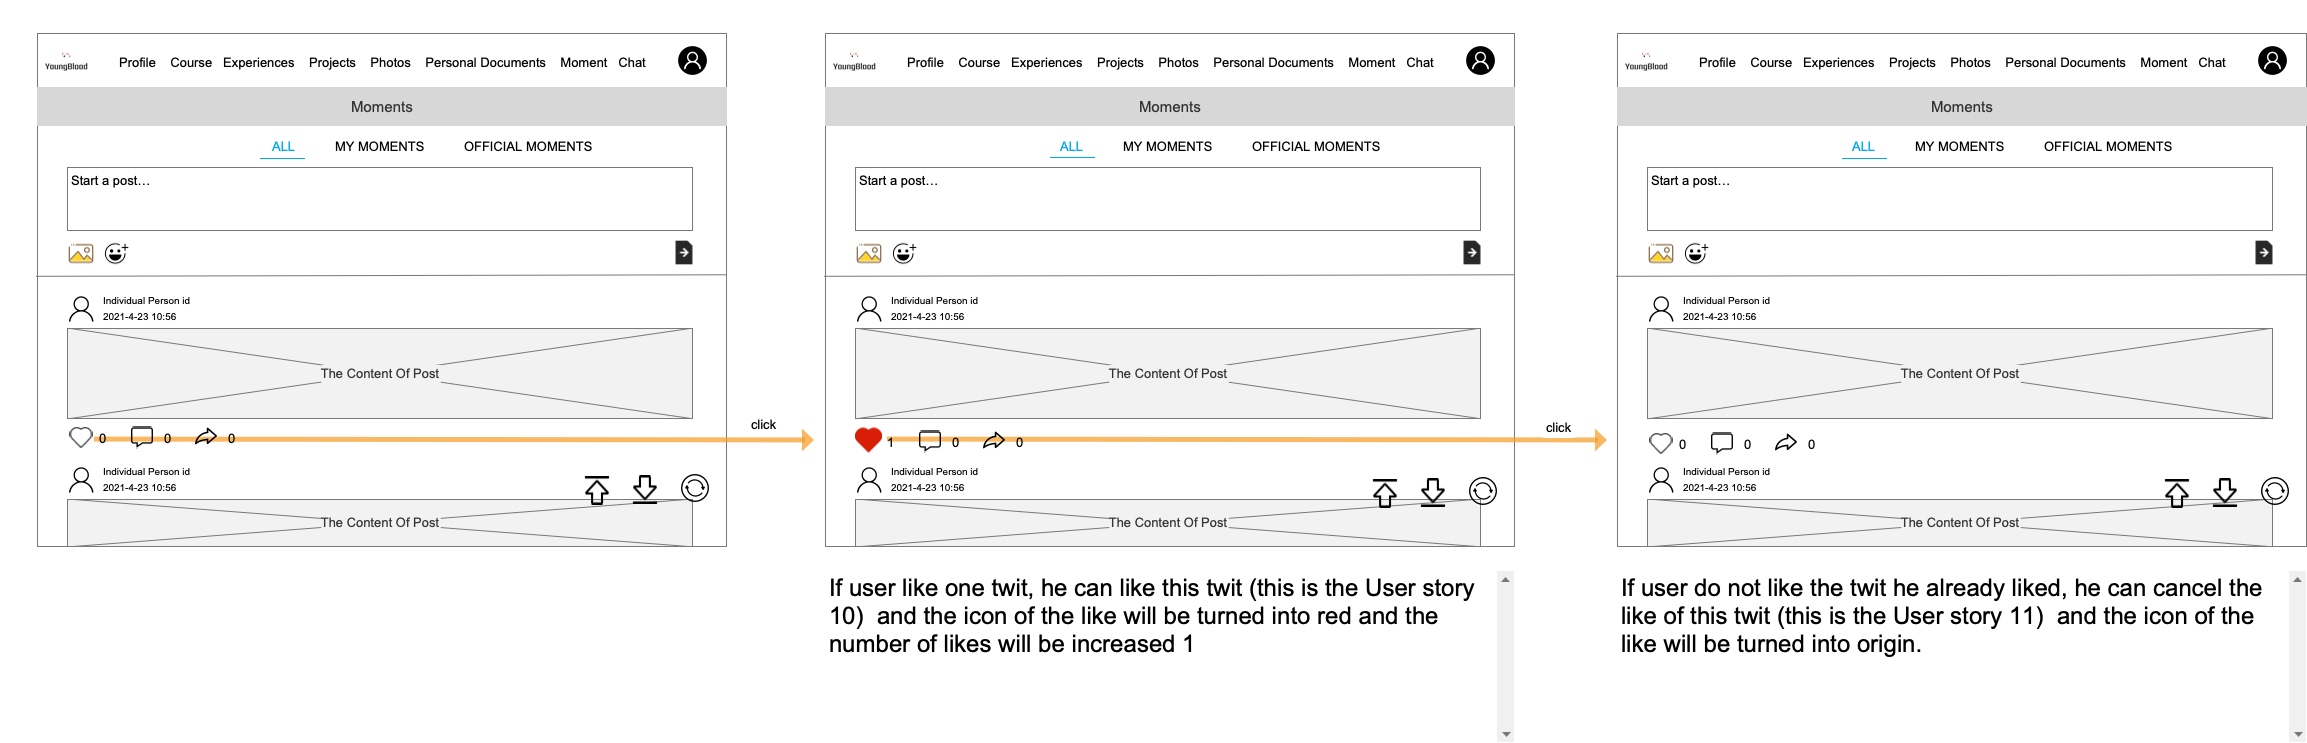 YoungBlood Profile Course Experiences Projects Photos Personal Documents Moment Chat
Moments
ALL MY MOMENTS OFFICIAL MOMENTS
Start a post...
Individual Person id
2021-4-23 10:56
The Content Of Post
0 0 0
Individual Person id
2021-4-23 10:56
The Content Of Post
click
YoungBlood Profile Course Experiences Projects Photos Personal Documents Moment Chat
Moments
ALL MY MOMENTS OFFICIAL MOMENTS
Start a post...
Individual Person id
2021-4-23 10:56
The Content Of Post
1 0 0
Individual Person id
2021-4-23 10:56
The Content Of Post
If user like one twit, he can like this twit (this is the User story
10)  and the icon of the like will be turned into red and the
number of likes will be increased 1
click
YoungBlood Profile Course Experiences Projects Photos Personal Documents Moment Chat
Moments
ALL MY MOMENTS OFFICIAL MOMENTS
Start a post...
Individual Person id
2021-4-23 10:56
The Content Of Post
0 0 0
Individual Person id
2021-4-23 10:56
The Content Of Post
If user do not like the twit he already liked, he can cancel the
like of this twit (this is the User story 11)  and the icon of the
like will be turned into origin.